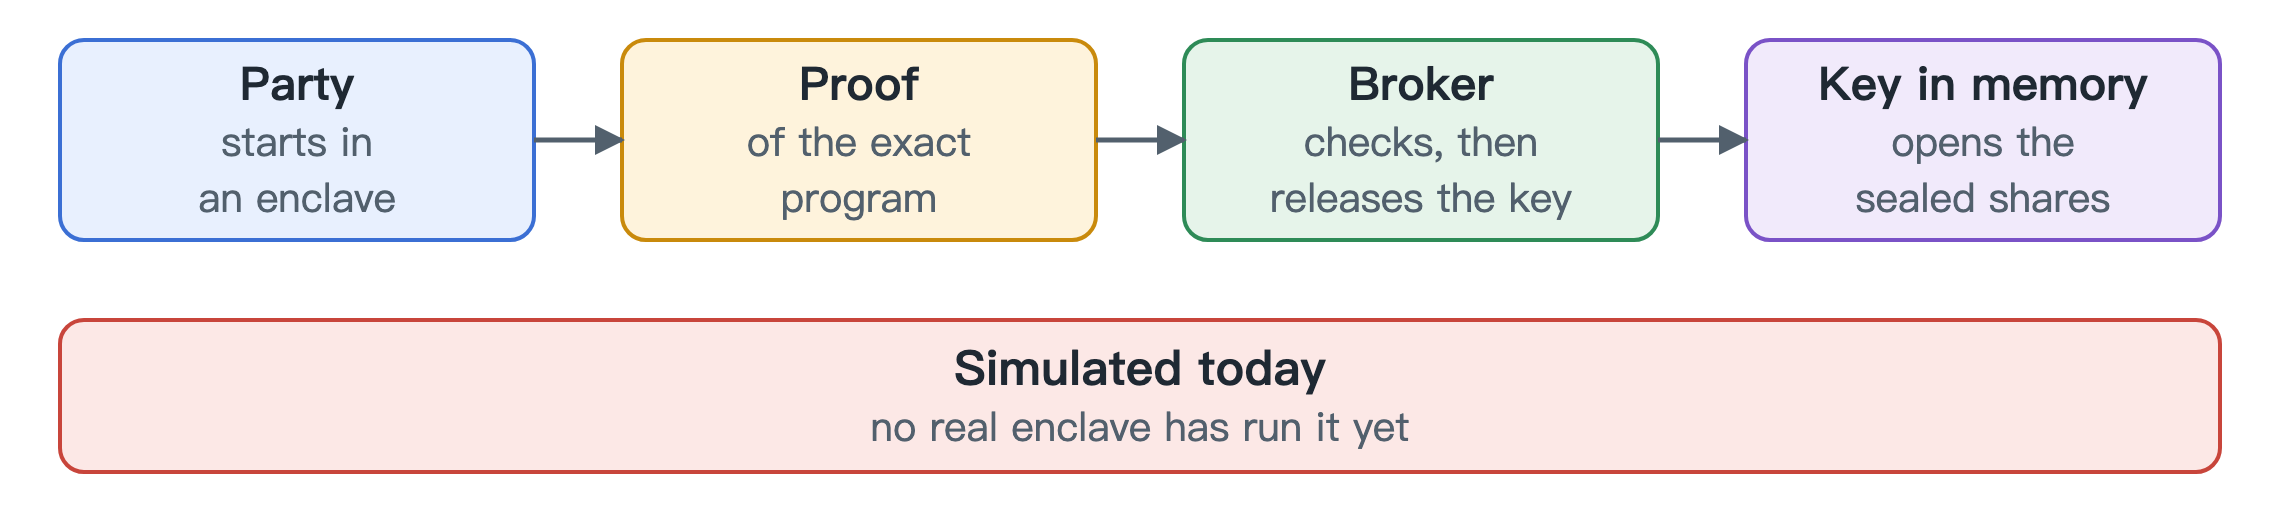 Party
starts in
an enclave
Proof
of the exact
program
Broker
checks, then
releases the key
Key in memory
opens the
sealed shares
Simulated today
no real enclave has run it yet